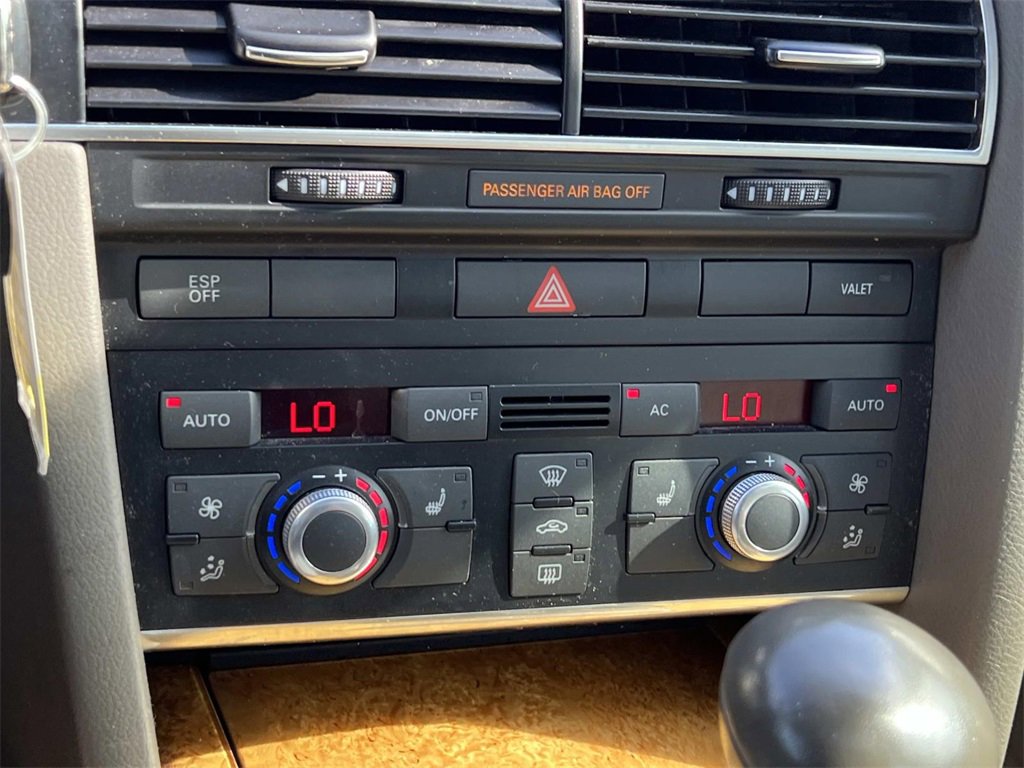 PASSENGER AIR BAG OFF
ESP
OFF
VALET
AUTO
LO
ON/OFF
AC
LO
AUTO
- +
- +